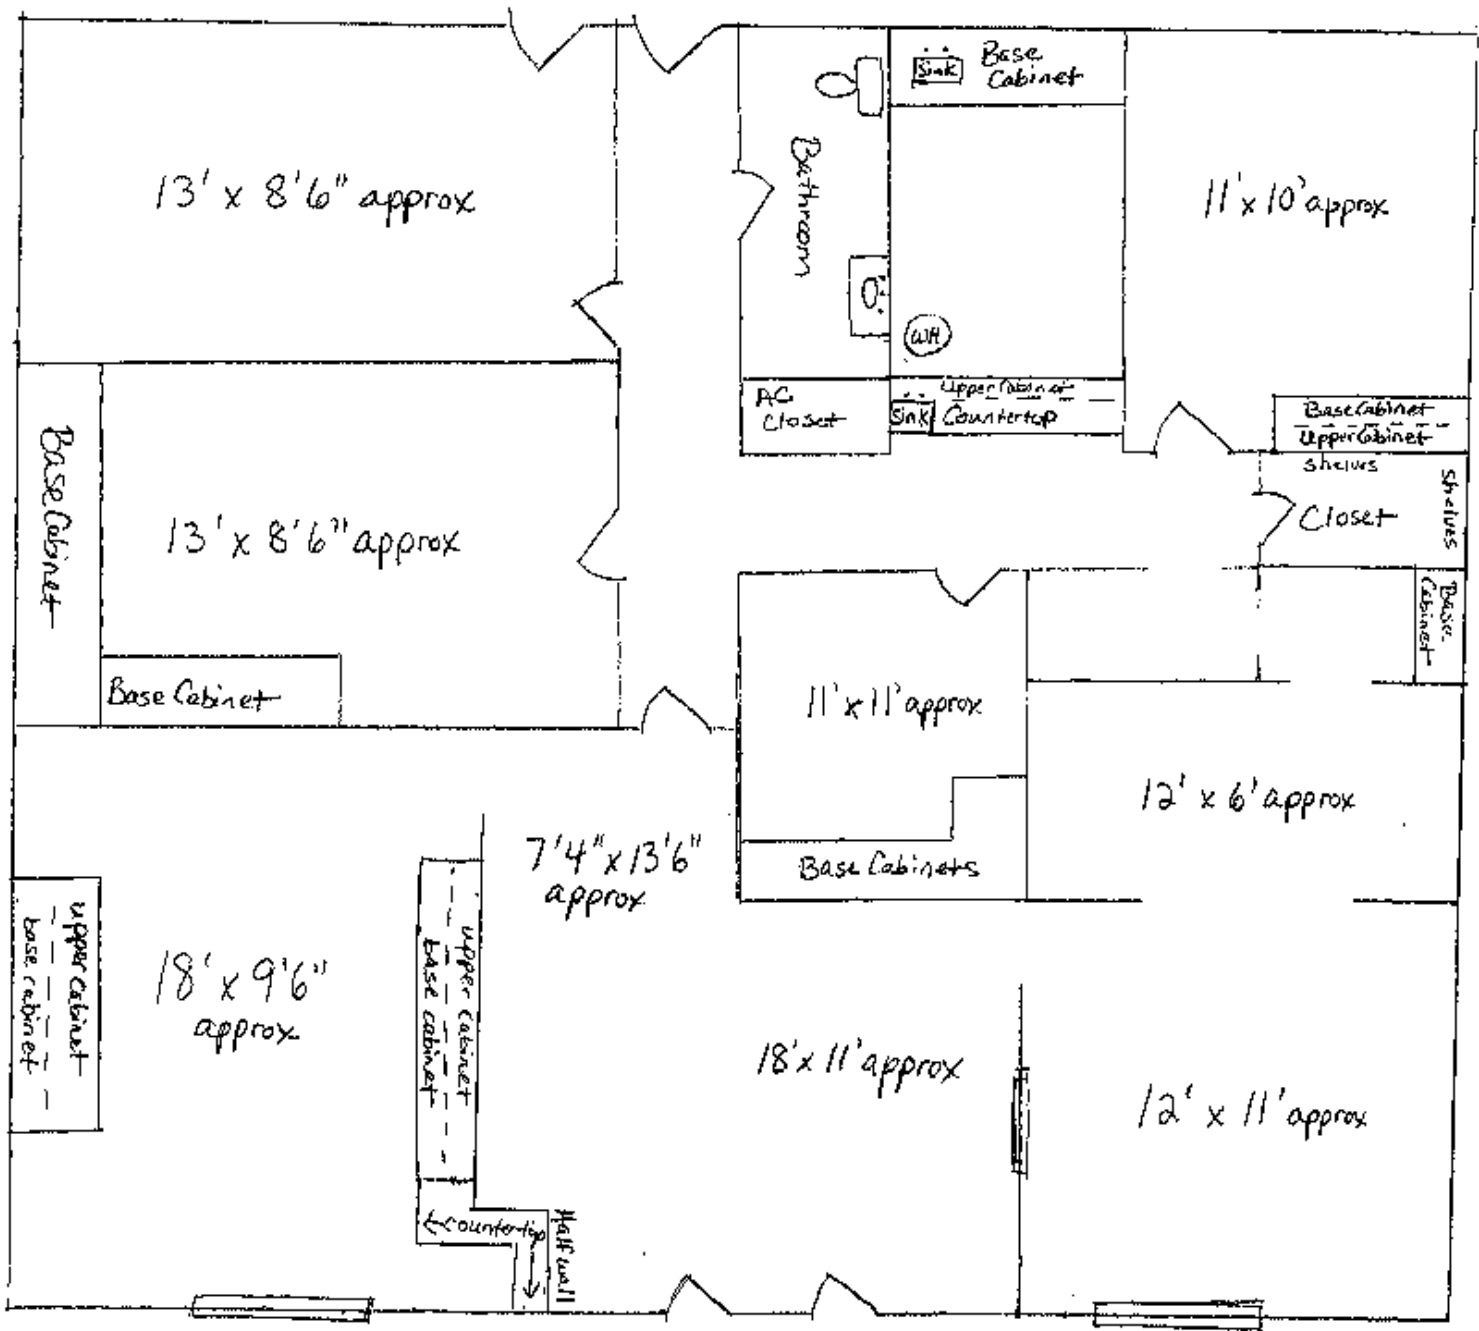 Sink
Base
Cabinet
13' x 8'6" approx
Bathroom
11' x 10' approx
WH
AC
Closet
Upper Cabinet
Sink
Countertop
Base Cabinet
Upper Cabinet
Shelves
Shelves
Closet
Base Cabinet
13' x 8'6" approx
Base
Cabinet
Base Cabinet
11' x 11' approx
12' x 6' approx
7'4" x 13'6"
approx
Base Cabinets
upper cabinet
base cabinet
18' x 9'6"
approx
upper cabinet
base cabinet
18' x 11' approx
12' x 11' approx
Countertop
Half wall